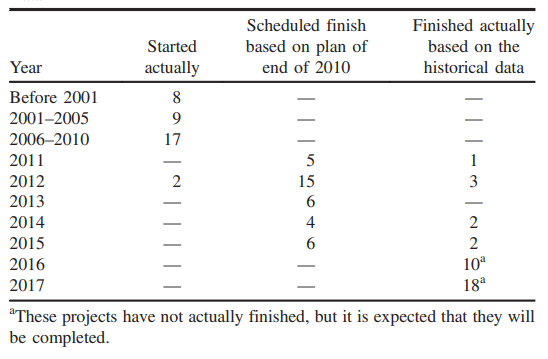 Year Started actually Scheduled finish based on plan of end of 2010 Finished actually based on the historical data
Before 2001 8 — —
2001–2005 9 — —
2006–2010 17 — —
2011 — 5 1
2012 2 15 3
2013 — 6 —
2014 — 4 2
2015 — 6 2
2016 — — 10ᵃ
2017 — — 18ᵃ
ᵃThese projects have not actually finished, but it is expected that they will
be completed.